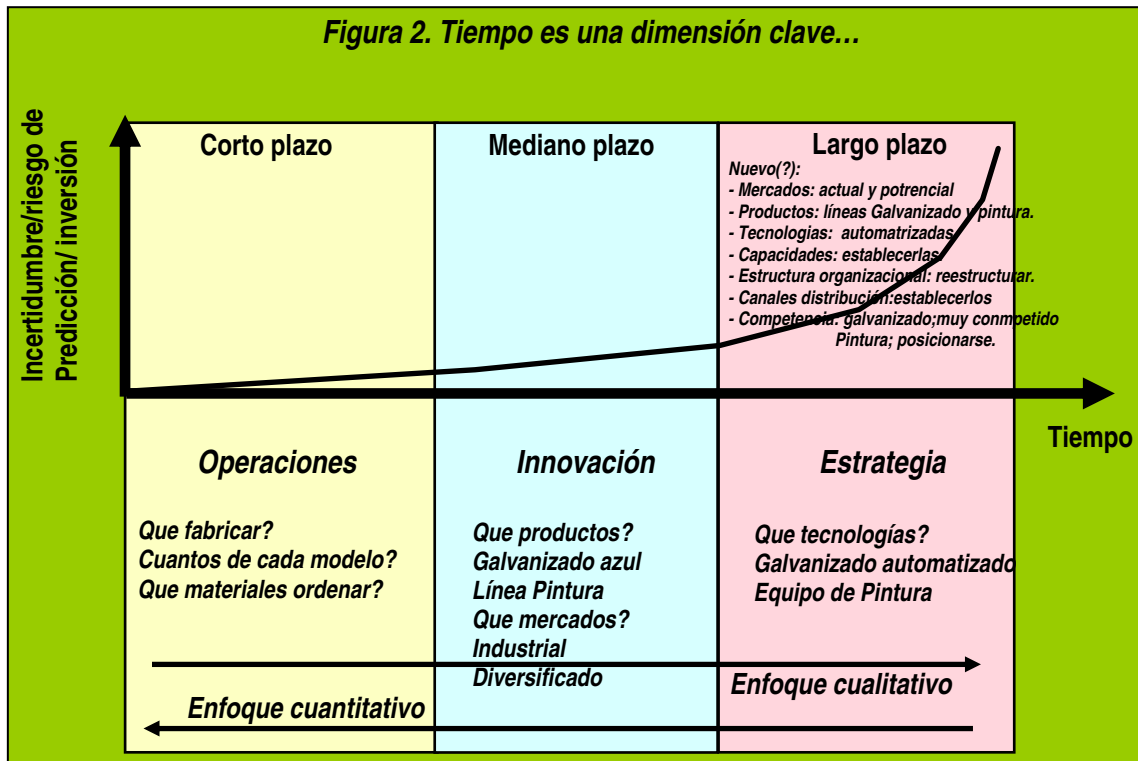 Figura 2. Tiempo es una dimensión clave…
Incertidumbre/riesgo de
Predicción/ inversión
Corto plazo
Mediano plazo
Largo plazo
Nuevo(?):
- Mercados: actual y potrencial
- Productos: líneas Galvanizado y pintura.
- Tecnologias: automatrizadas
- Capacidades: establecerlas.
- Estructura organizacional: reestructurar.
- Canales distribución:establecerlos
- Competencia: galvanizado;muy conmpetido
Pintura; posicionarse.
Tiempo
Operaciones
Que fabricar?
Cuantos de cada modelo?
Que materiales ordenar?
Innovación
Que productos?
Galvanizado azul
Línea Pintura
Que mercados?
Industrial
Diversificado
Estrategia
Que tecnologías?
Galvanizado automatizado
Equipo de Pintura
Enfoque cualitativo
Enfoque cuantitativo